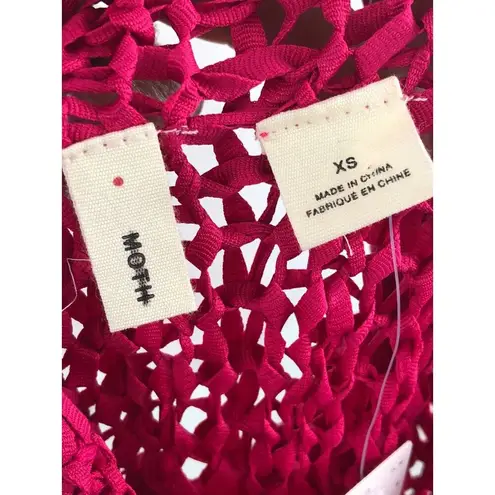 MOTH
XS
MADE IN CHINA
FABRIQUÉ EN CHINE